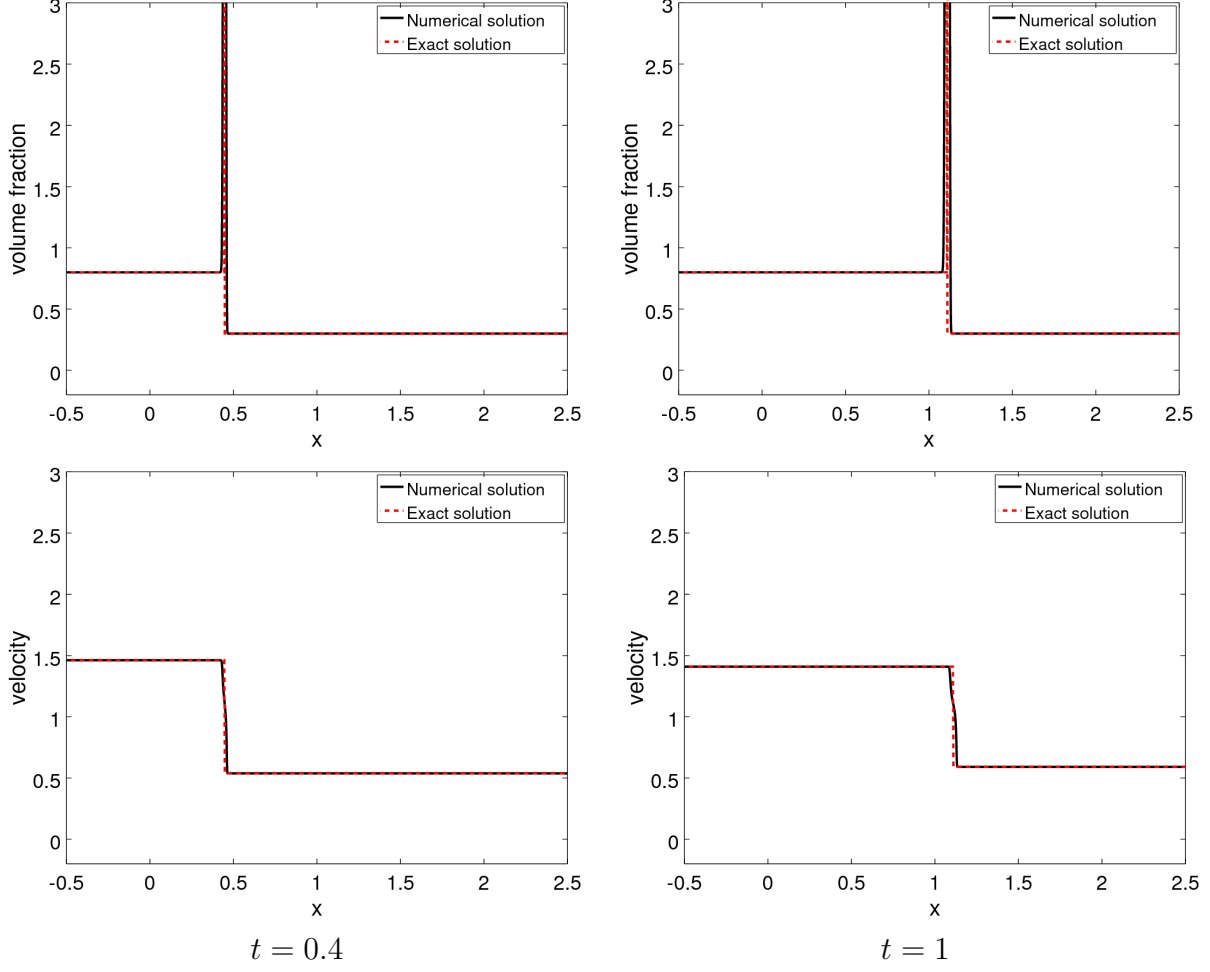 3
2.5
2
1.5
1
0.5
0
-0.5 0 0.5 1 1.5 2 2.5
x
volume fraction
Numerical solution
Exact solution
3
2.5
2
1.5
1
0.5
0
-0.5 0 0.5 1 1.5 2 2.5
x
volume fraction
Numerical solution
Exact solution
3
2.5
2
1.5
1
0.5
0
-0.5 0 0.5 1 1.5 2 2.5
x
velocity
Numerical solution
Exact solution
3
2.5
2
1.5
1
0.5
0
-0.5 0 0.5 1 1.5 2 2.5
x
velocity
Numerical solution
Exact solution
t = 0.4
t = 1